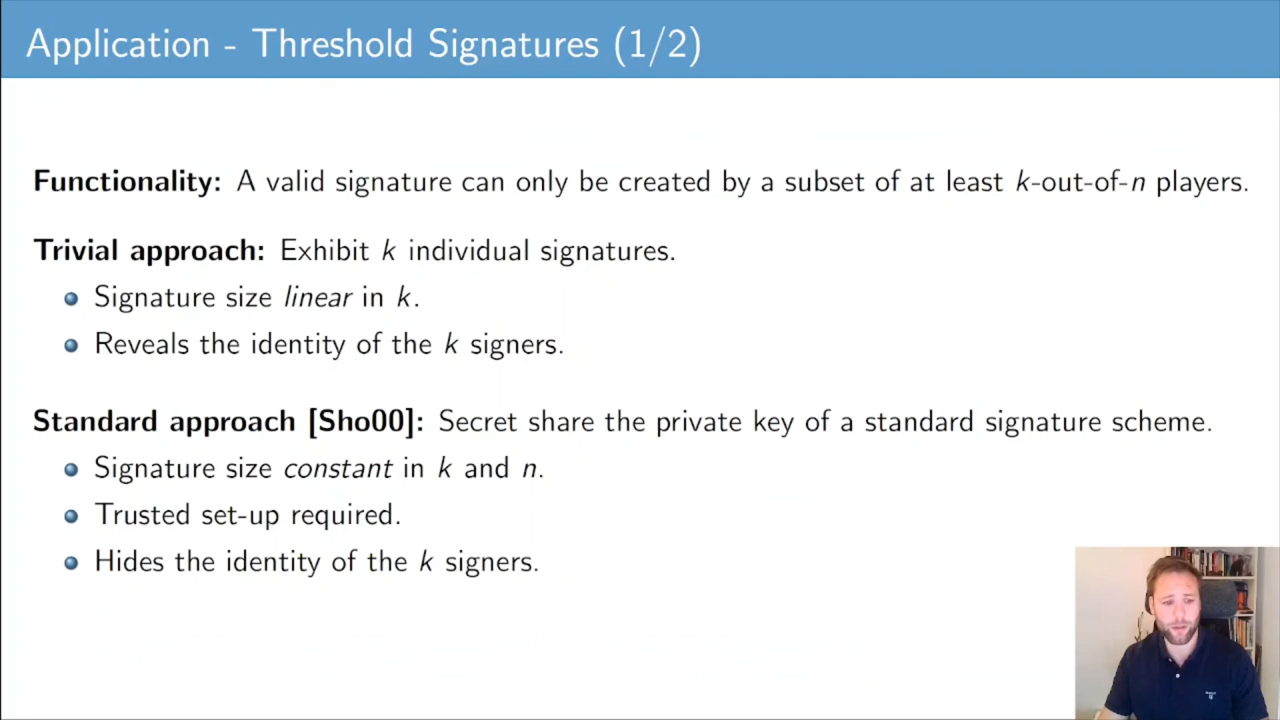 Application - Threshold Signatures (1/2)
Functionality: A valid signature can only be created by a subset of at least k-out-of-n players.
Trivial approach: Exhibit k individual signatures.
Signature size linear in k.
Reveals the identity of the k signers.
Standard approach [Sho00]: Secret share the private key of a standard signature scheme.
Signature size constant in k and n.
Trusted set-up required.
Hides the identity of the k signers.